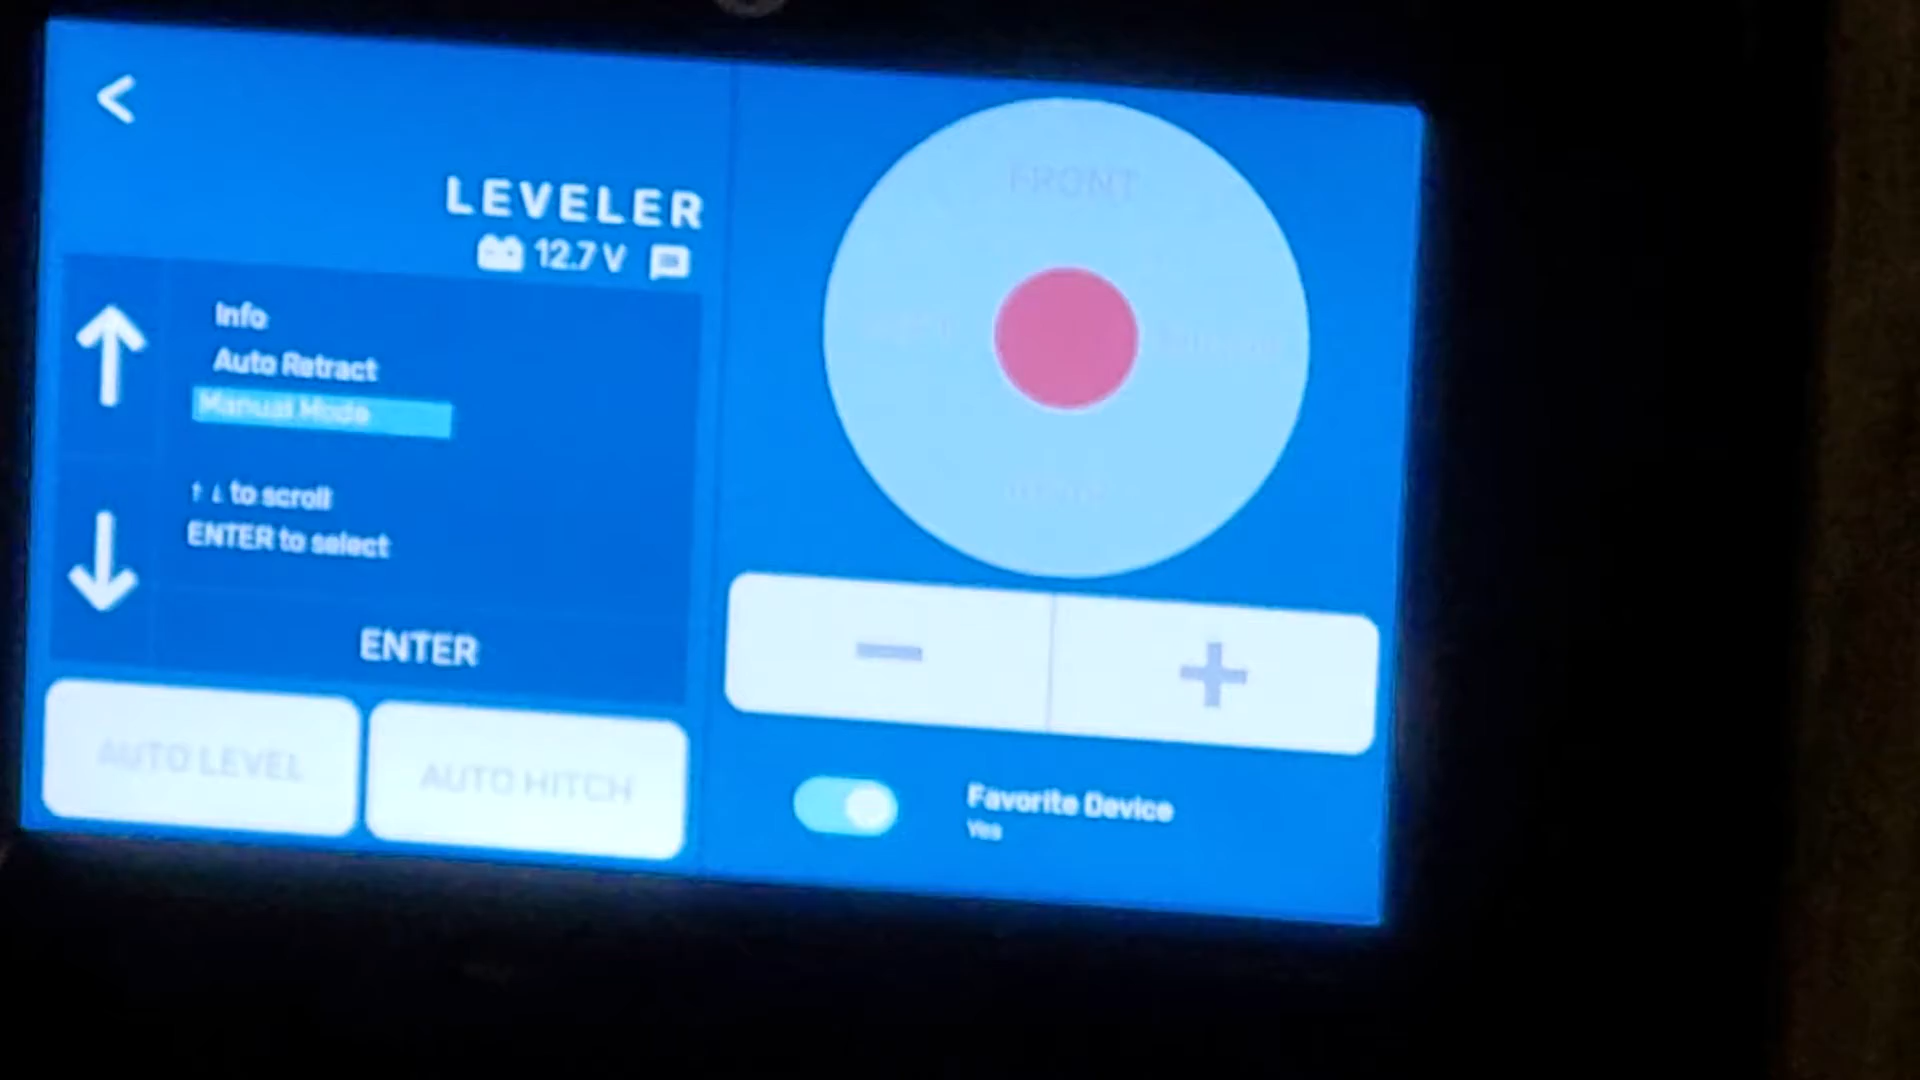 LEVELER
12.7 V
Info
Auto Retract
Manual Mode
↑ ↓ to scroll
ENTER to select
ENTER
AUTO LEVEL
AUTO HITCH
FRONT
− +
Favorite Device
Yes